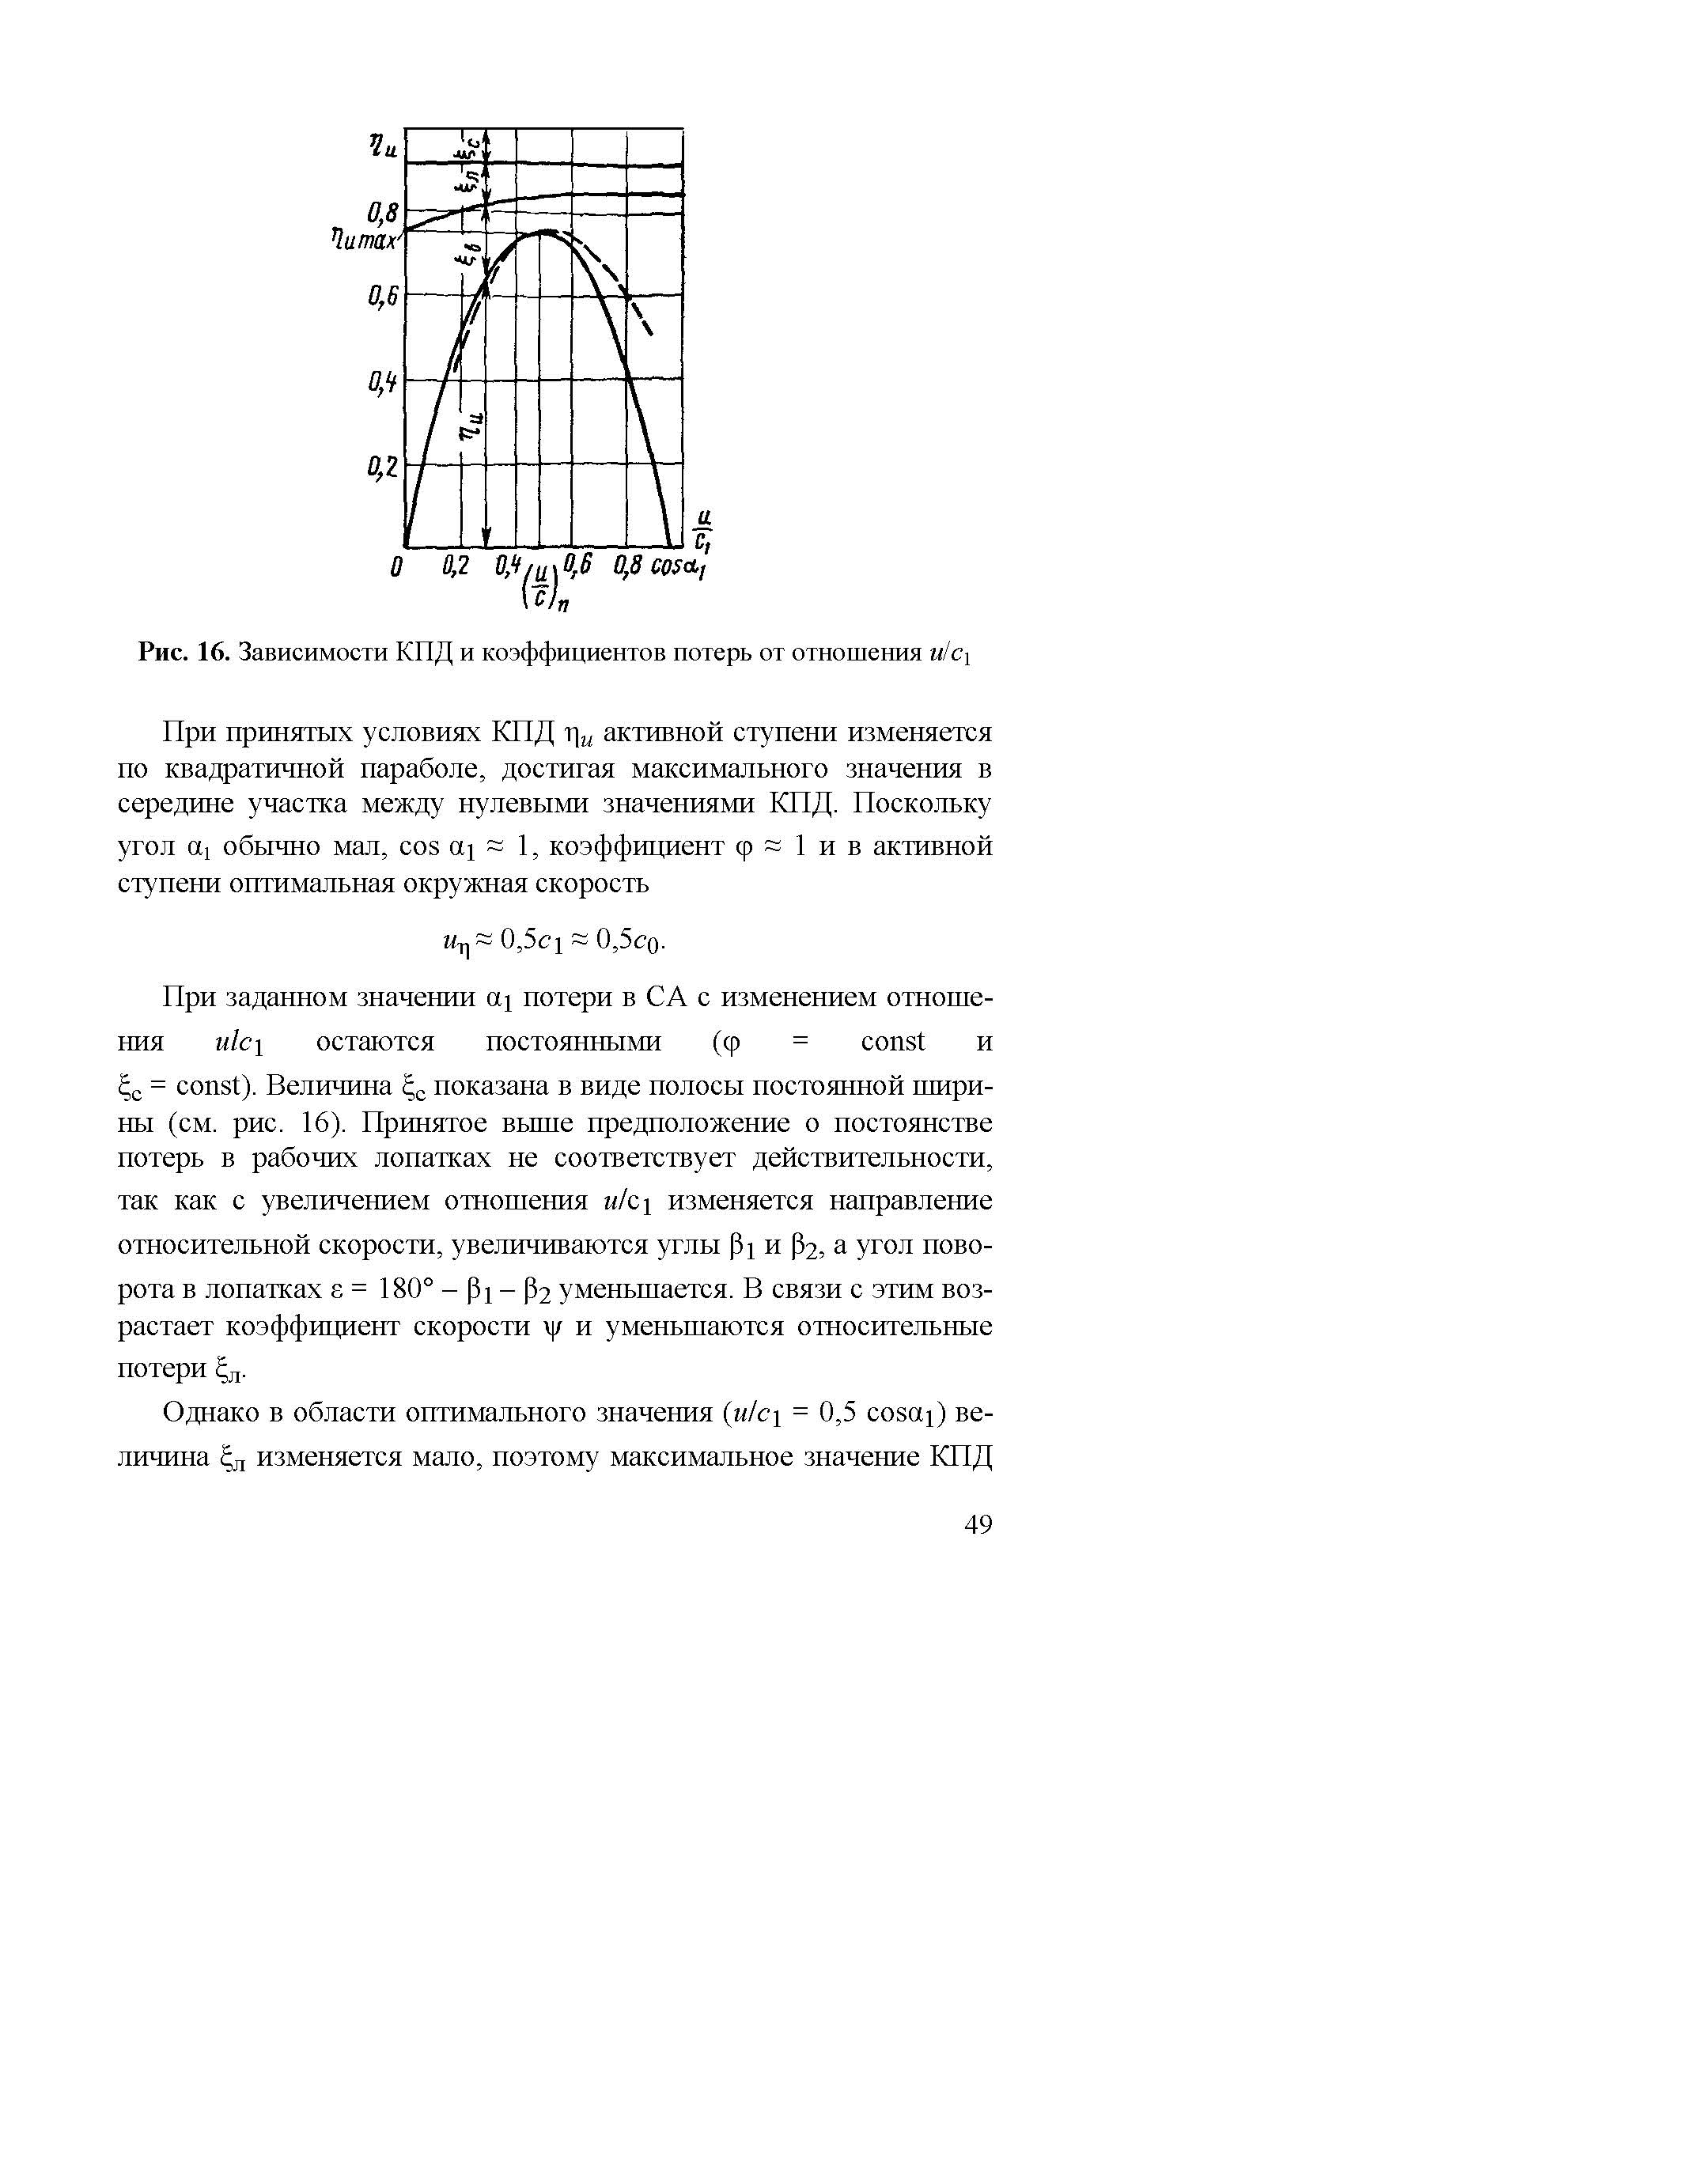 ηu
ξс
ξл
0,8
ηu max
ξв
0,6
0,4
ηu
0,2
u/c1
0 0,2 0,4 (u/c)п 0,6 0,8 cosα1
Рис. 16. Зависимости КПД и коэффициентов потерь от отношения u/c1
При принятых условиях КПД ηu активной ступени изменяется
по квадратичной параболе, достигая максимального значения в
середине участка между нулевыми значениями КПД. Поскольку
угол α1 обычно мал, cos α1 ≈ 1, коэффициент φ ≈ 1 и в активной
ступени оптимальная окружная скорость
uη ≈ 0,5c1 ≈ 0,5c0.
При заданном значении α1 потери в СА с изменением отноше-
ния u/c1 остаются постоянными (φ = const и
ξс = const). Величина ξс показана в виде полосы постоянной шири-
ны (см. рис. 16). Принятое выше предположение о постоянстве
потерь в рабочих лопатках не соответствует действительности,
так как с увеличением отношения u/c1 изменяется направление
относительной скорости, увеличиваются углы β1 и β2, а угол пово-
рота в лопатках ε = 180° – β1 – β2 уменьшается. В связи с этим воз-
растает коэффициент скорости ψ и уменьшаются относительные
потери ξл.
Однако в области оптимального значения (u/c1 = 0,5 cosα1) ве-
личина ξл изменяется мало, поэтому максимальное значение КПД
49